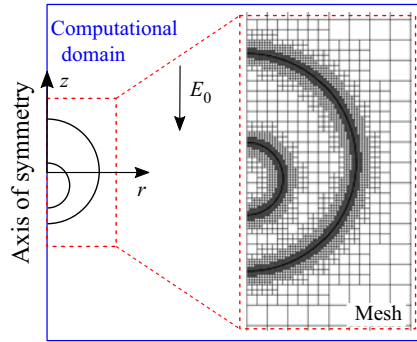 Computational
domain
z
E₀
Axis of symmetry
r
Mesh